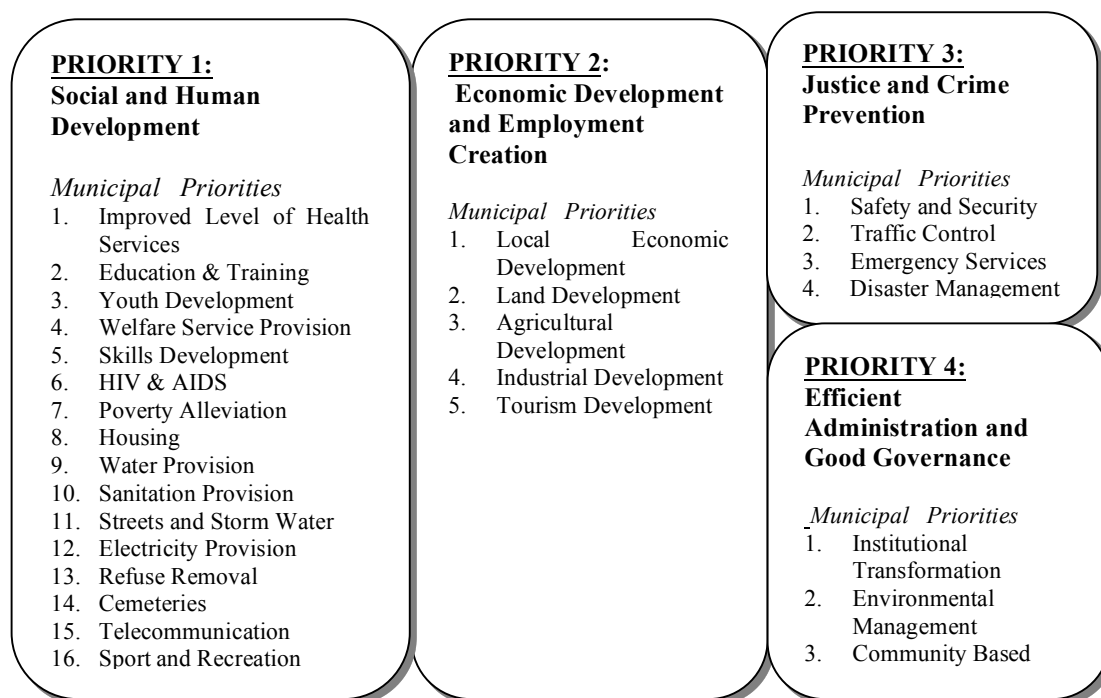 PRIORITY 1:
Social and Human
Development
Municipal Priorities
1. Improved Level of Health
Services
2. Education & Training
3. Youth Development
4. Welfare Service Provision
5. Skills Development
6. HIV & AIDS
7. Poverty Alleviation
8. Housing
9. Water Provision
10. Sanitation Provision
11. Streets and Storm Water
12. Electricity Provision
13. Refuse Removal
14. Cemeteries
15. Telecommunication
16. Sport and Recreation
PRIORITY 2:
Economic Development
and Employment
Creation
Municipal Priorities
1. Local Economic
Development
2. Land Development
3. Agricultural
Development
4. Industrial Development
5. Tourism Development
PRIORITY 3:
Justice and Crime
Prevention
Municipal Priorities
1. Safety and Security
2. Traffic Control
3. Emergency Services
4. Disaster Management
PRIORITY 4:
Efficient
Administration and
Good Governance
Municipal Priorities
1. Institutional
Transformation
2. Environmental
Management
3. Community Based